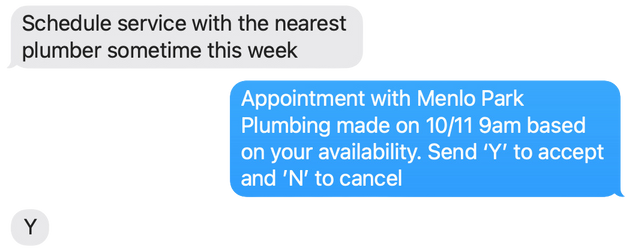 Schedule service with the nearest
plumber sometime this week
Appointment with Menlo Park
Plumbing made on 10/11 9am based
on your availability. Send ‘Y’ to accept
and ’N’ to cancel
Y